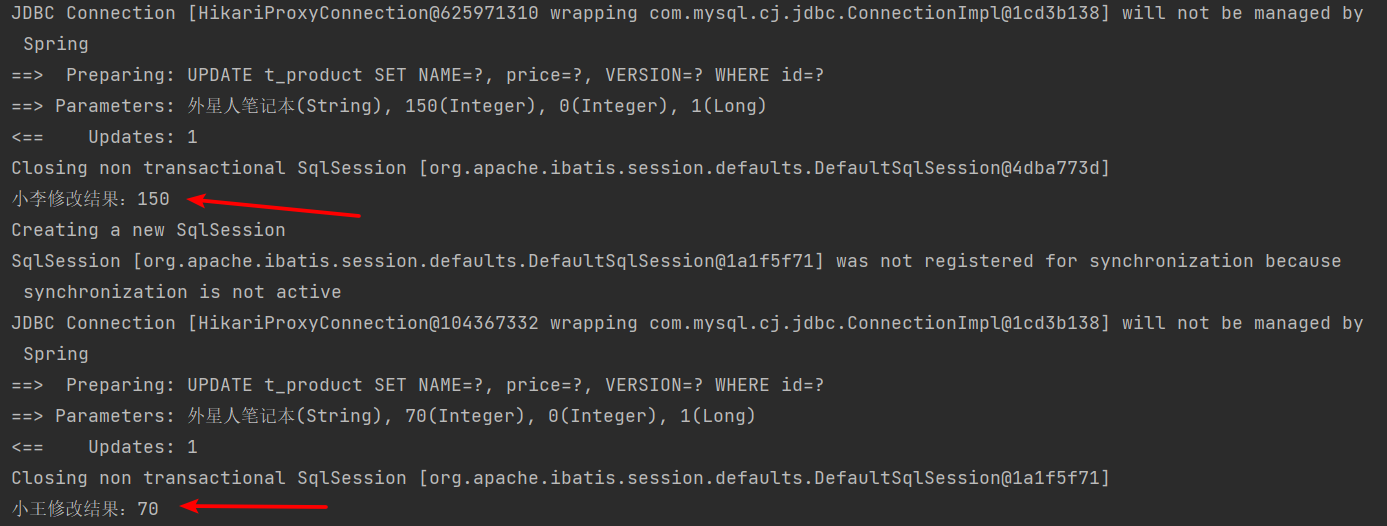 JDBC Connection [HikariProxyConnection@625971310 wrapping com.mysql.cj.jdbc.ConnectionImpl@1cd3b138] will not be managed by
Spring
==>  Preparing: UPDATE t_product SET NAME=?, price=?, VERSION=? WHERE id=?
==> Parameters: 外星人笔记本(String), 150(Integer), 0(Integer), 1(Long)
<==    Updates: 1
Closing non transactional SqlSession [org.apache.ibatis.session.defaults.DefaultSqlSession@4dba773d]
小李修改结果：150
Creating a new SqlSession
SqlSession [org.apache.ibatis.session.defaults.DefaultSqlSession@1a1f5f71] was not registered for synchronization because
synchronization is not active
JDBC Connection [HikariProxyConnection@104367332 wrapping com.mysql.cj.jdbc.ConnectionImpl@1cd3b138] will not be managed by
Spring
==>  Preparing: UPDATE t_product SET NAME=?, price=?, VERSION=? WHERE id=?
==> Parameters: 外星人笔记本(String), 70(Integer), 0(Integer), 1(Long)
<==    Updates: 1
Closing non transactional SqlSession [org.apache.ibatis.session.defaults.DefaultSqlSession@1a1f5f71]
小王修改结果：70